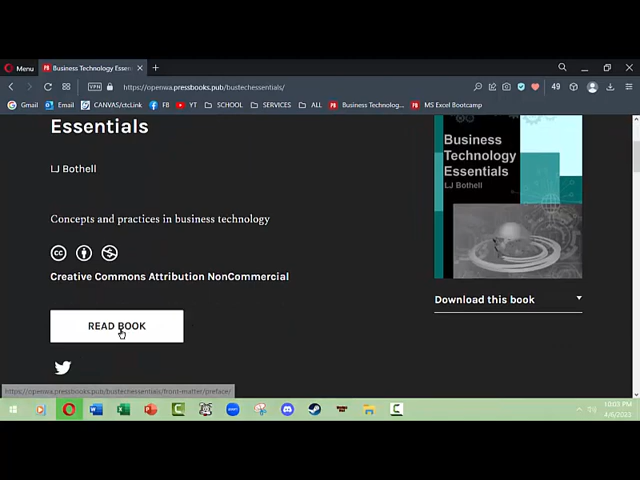 Menu
Business Technology Essen
VPN
https://openwa.pressbooks.pub/bustechessentials/
49
Gmail
Email
CANVAS/ctcLink
FB
YT
SCHOOL
SERVICES
ALL
Business Technolog...
MS Excel Bootcamp
Essentials
LJ Bothell
Concepts and practices in business technology
Creative Commons Attribution NonCommercial
READ BOOK
Business
Technology
Essentials
LJ Bothell
Download this book
https://openwa.pressbooks.pub/bustechessentials/front-matter/preface/
10:03 PM